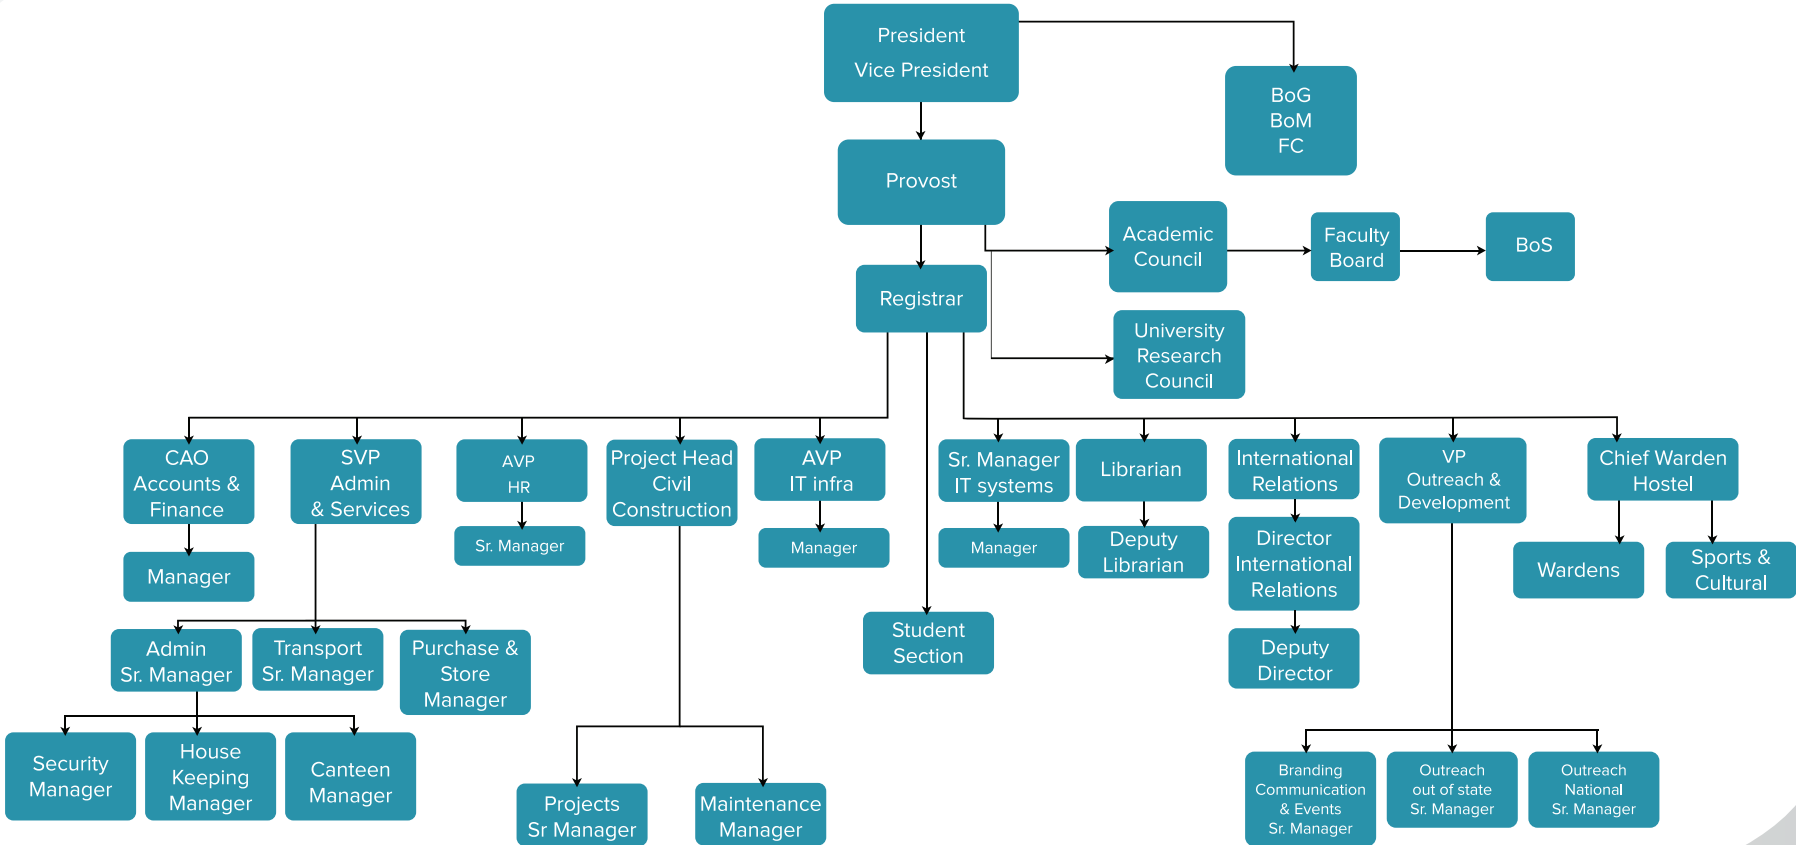 President
Vice President
BoG
BoM
FC
Provost
Academic
Council
Faculty
Board
BoS
Registrar
University
Research
Council
CAO
Accounts &
Finance
SVP
Admin
& Services
AVP
HR
Project Head
Civil
Construction
AVP
IT infra
Sr. Manager
IT systems
Librarian
International
Relations
VP
Outreach &
Development
Chief Warden
Hostel
Manager
Sr. Manager
Manager
Manager
Deputy
Librarian
Director
International
Relations
Wardens
Sports &
Cultural
Admin
Sr. Manager
Transport
Sr. Manager
Purchase &
Store
Manager
Student
Section
Deputy
Director
Security
Manager
House
Keeping
Manager
Canteen
Manager
Projects
Sr Manager
Maintenance
Manager
Branding
Communication
& Events
Sr. Manager
Outreach
out of state
Sr. Manager
Outreach
National
Sr. Manager